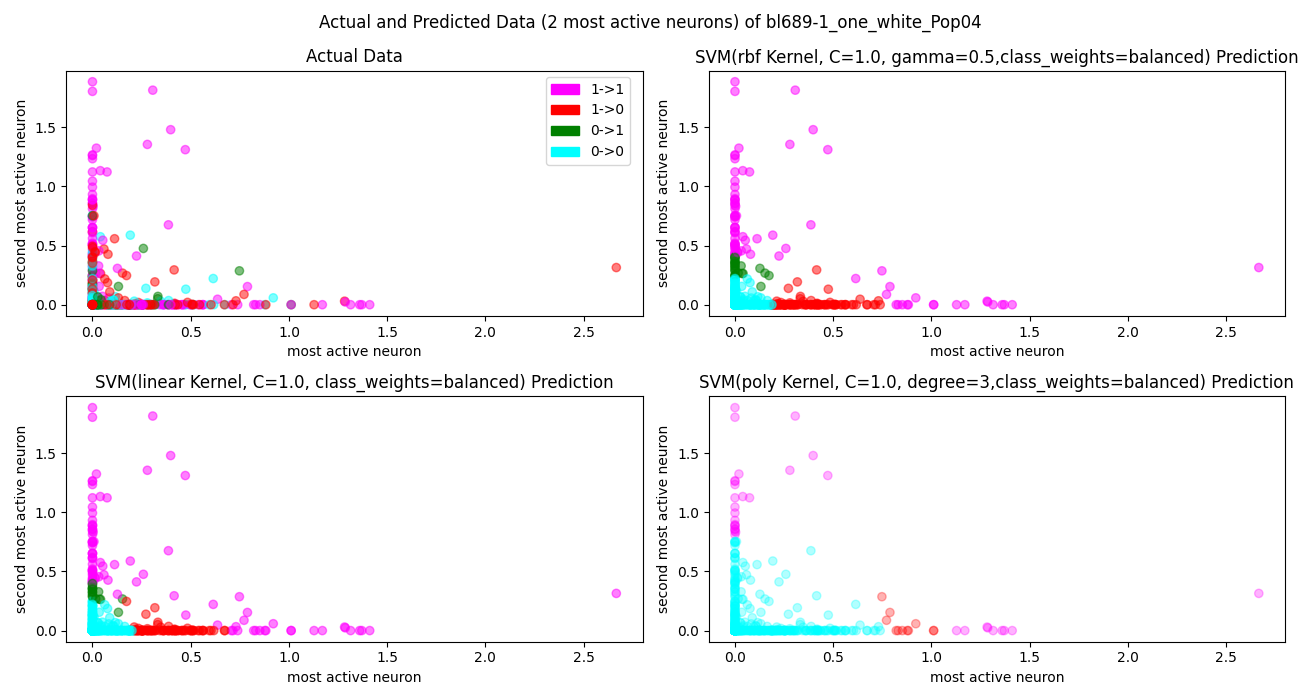 Actual and Predicted Data (2 most active neurons) of bl689-1_one_white_Pop04
Actual Data
second most active neuron
1.5
1.0
0.5
0.0
1->1
1->0
0->1
0->0
0.0 0.5 1.0 1.5 2.0 2.5
most active neuron
SVM(rbf Kernel, C=1.0, gamma=0.5,class_weights=balanced) Prediction
second most active neuron
1.5
1.0
0.5
0.0
0.0 0.5 1.0 1.5 2.0 2.5
most active neuron
SVM(linear Kernel, C=1.0, class_weights=balanced) Prediction
second most active neuron
1.5
1.0
0.5
0.0
0.0 0.5 1.0 1.5 2.0 2.5
most active neuron
SVM(poly Kernel, C=1.0, degree=3,class_weights=balanced) Prediction
second most active neuron
1.5
1.0
0.5
0.0
0.0 0.5 1.0 1.5 2.0 2.5
most active neuron